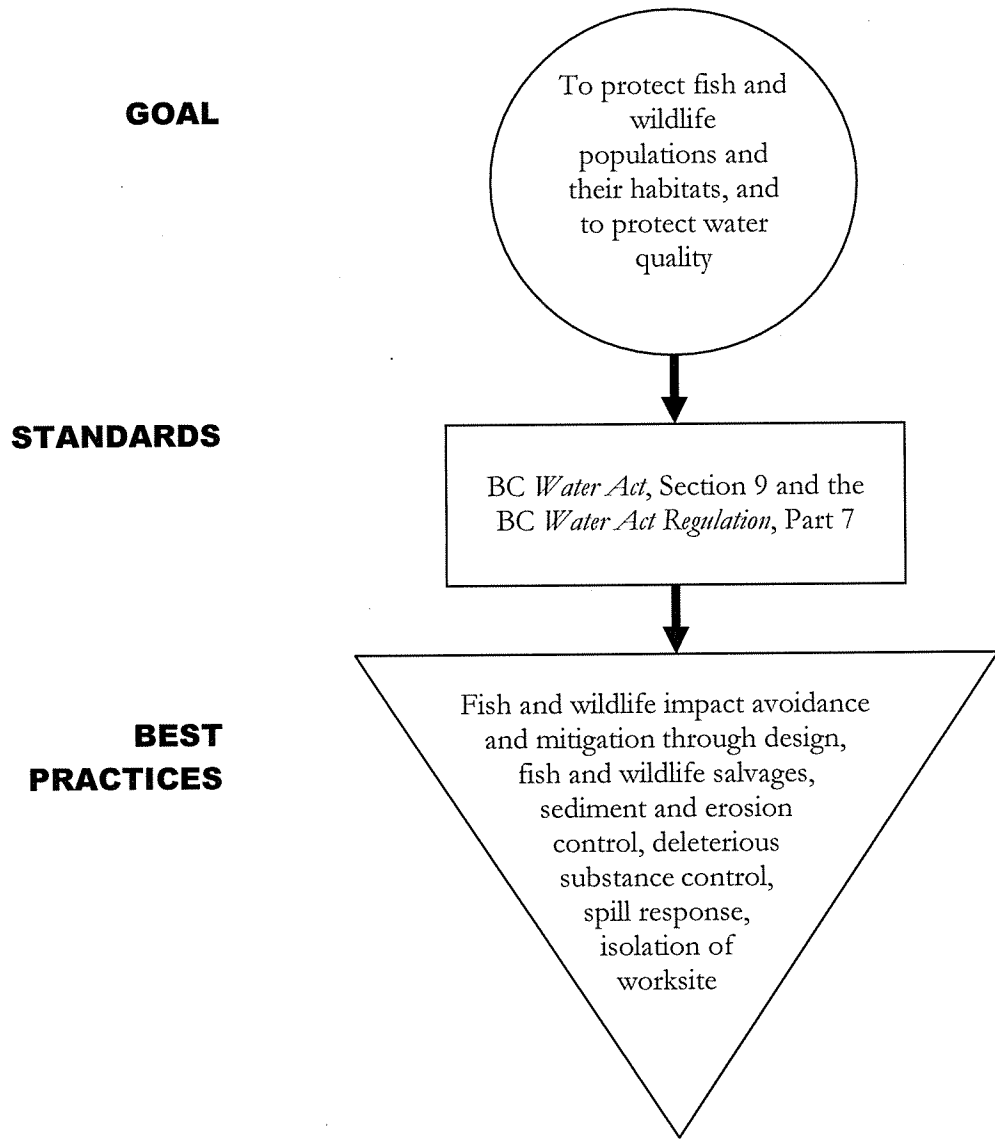 GOAL
To protect fish and
wildlife
populations and
their habitats, and
to protect water
quality
STANDARDS
BC Water Act, Section 9 and the
BC Water Act Regulation, Part 7
BEST
PRACTICES
Fish and wildlife impact avoidance
and mitigation through design,
fish and wildlife salvages,
sediment and erosion
control, deleterious
substance control,
spill response,
isolation of
worksite